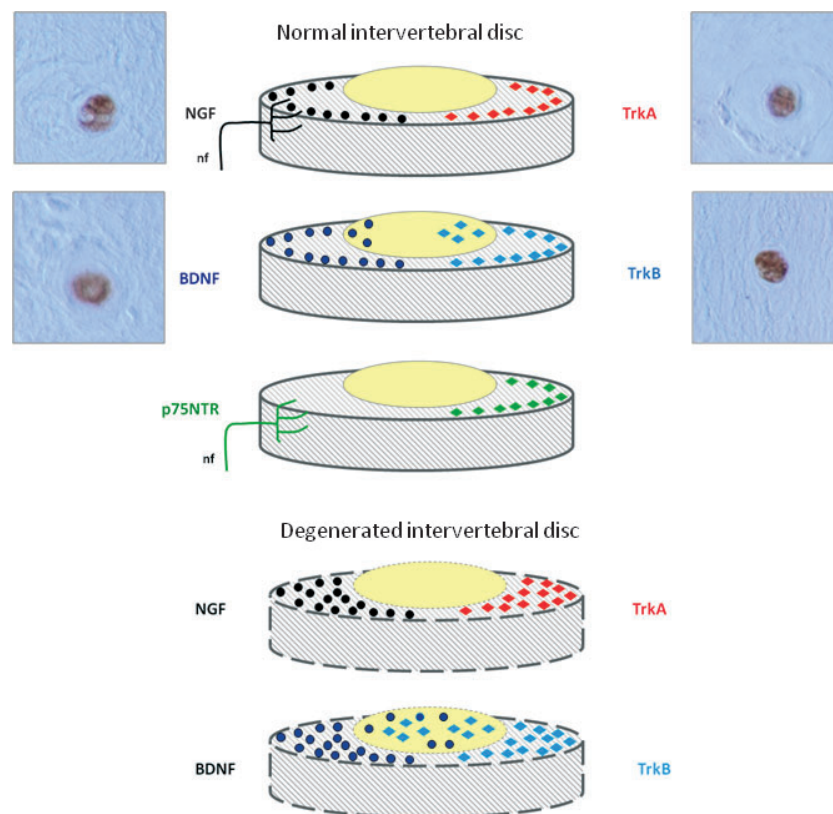 Normal intervertebral disc
NGF
TrkA
nf
BDNF
TrkB
p75NTR
nf
Degenerated intervertebral disc
NGF
TrkA
BDNF
TrkB